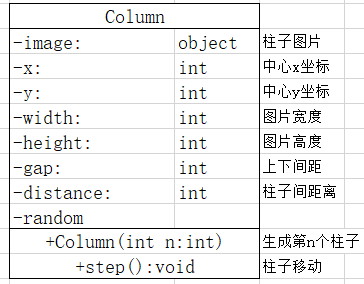 Column
-image: object 柱子图片
-x: int 中心x坐标
-y: int 中心y坐标
-width: int 图片宽度
-height: int 图片高度
-gap: int 上下间距
-distance: int 柱子间距离
-random
+Column(int n:int) 生成第n个柱子
+step():void 柱子移动